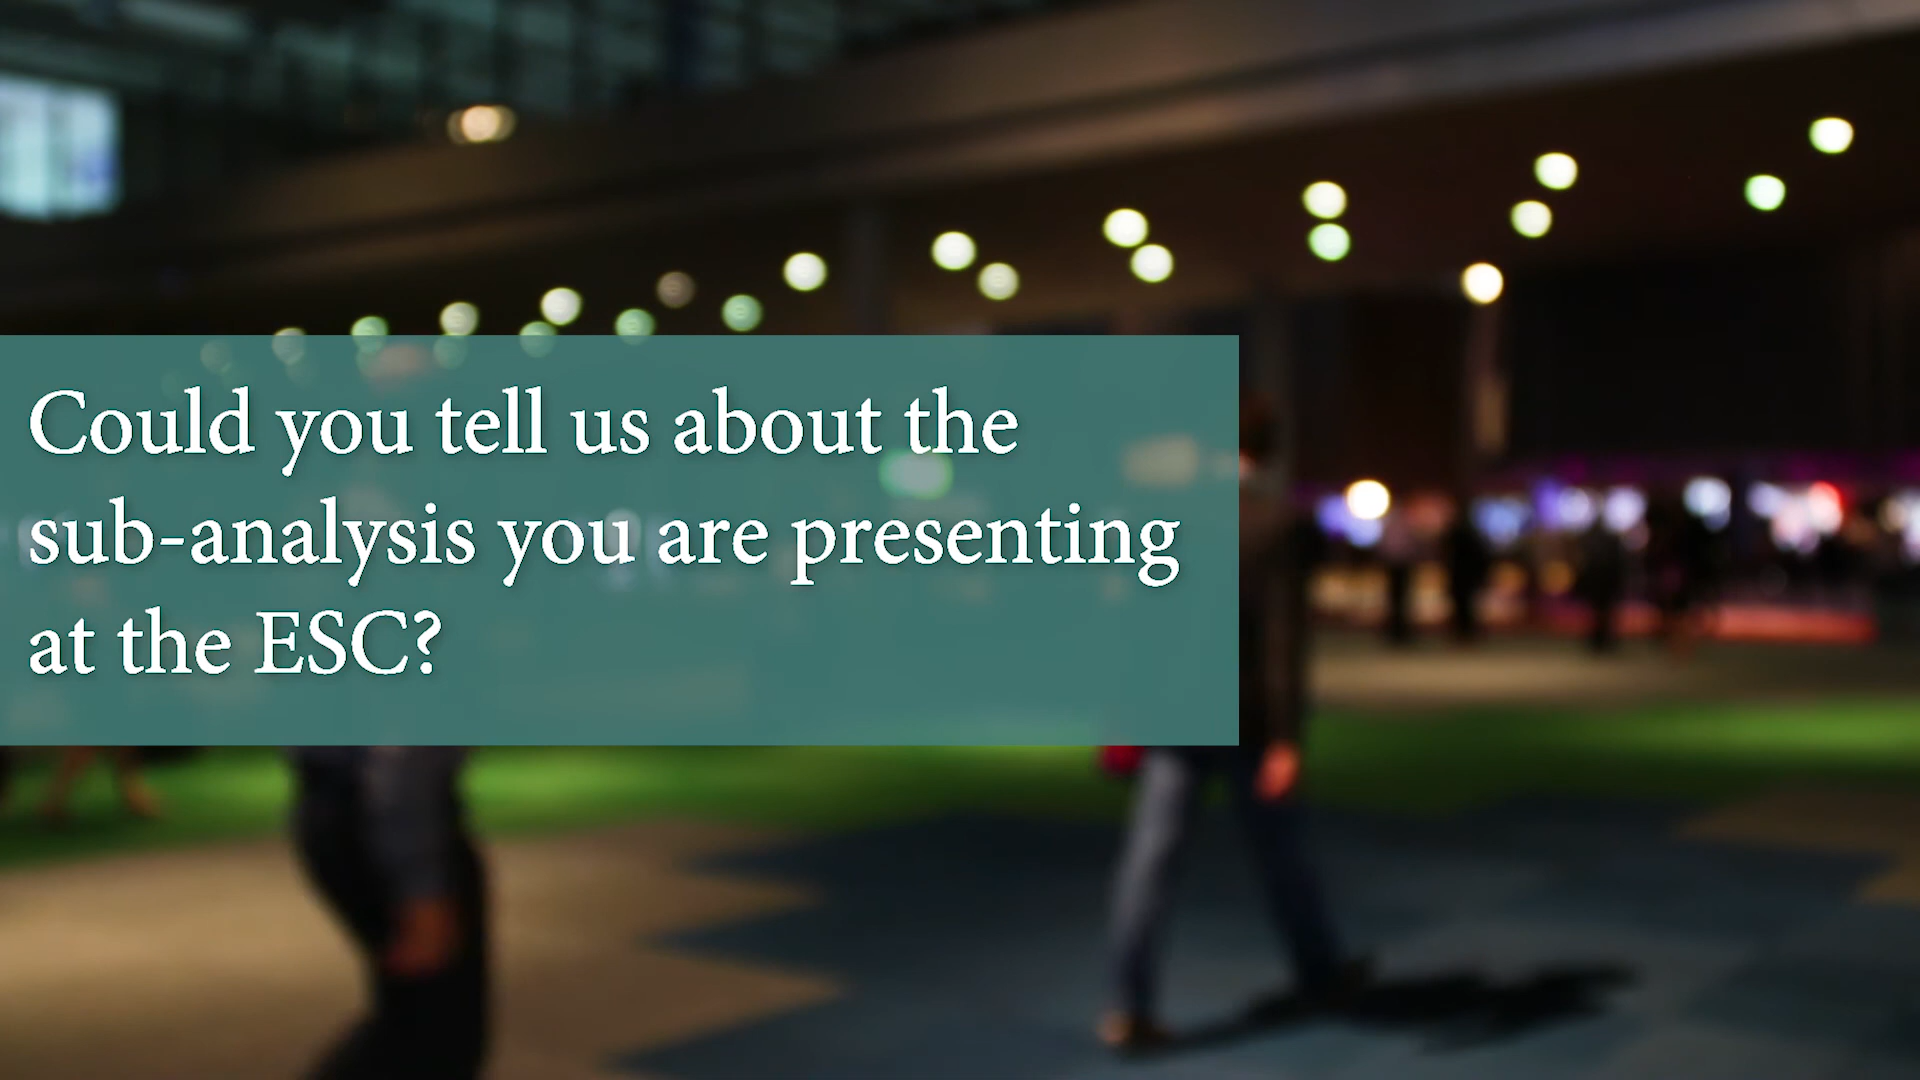 Could you tell us about the
sub-analysis you are presenting
at the ESC?